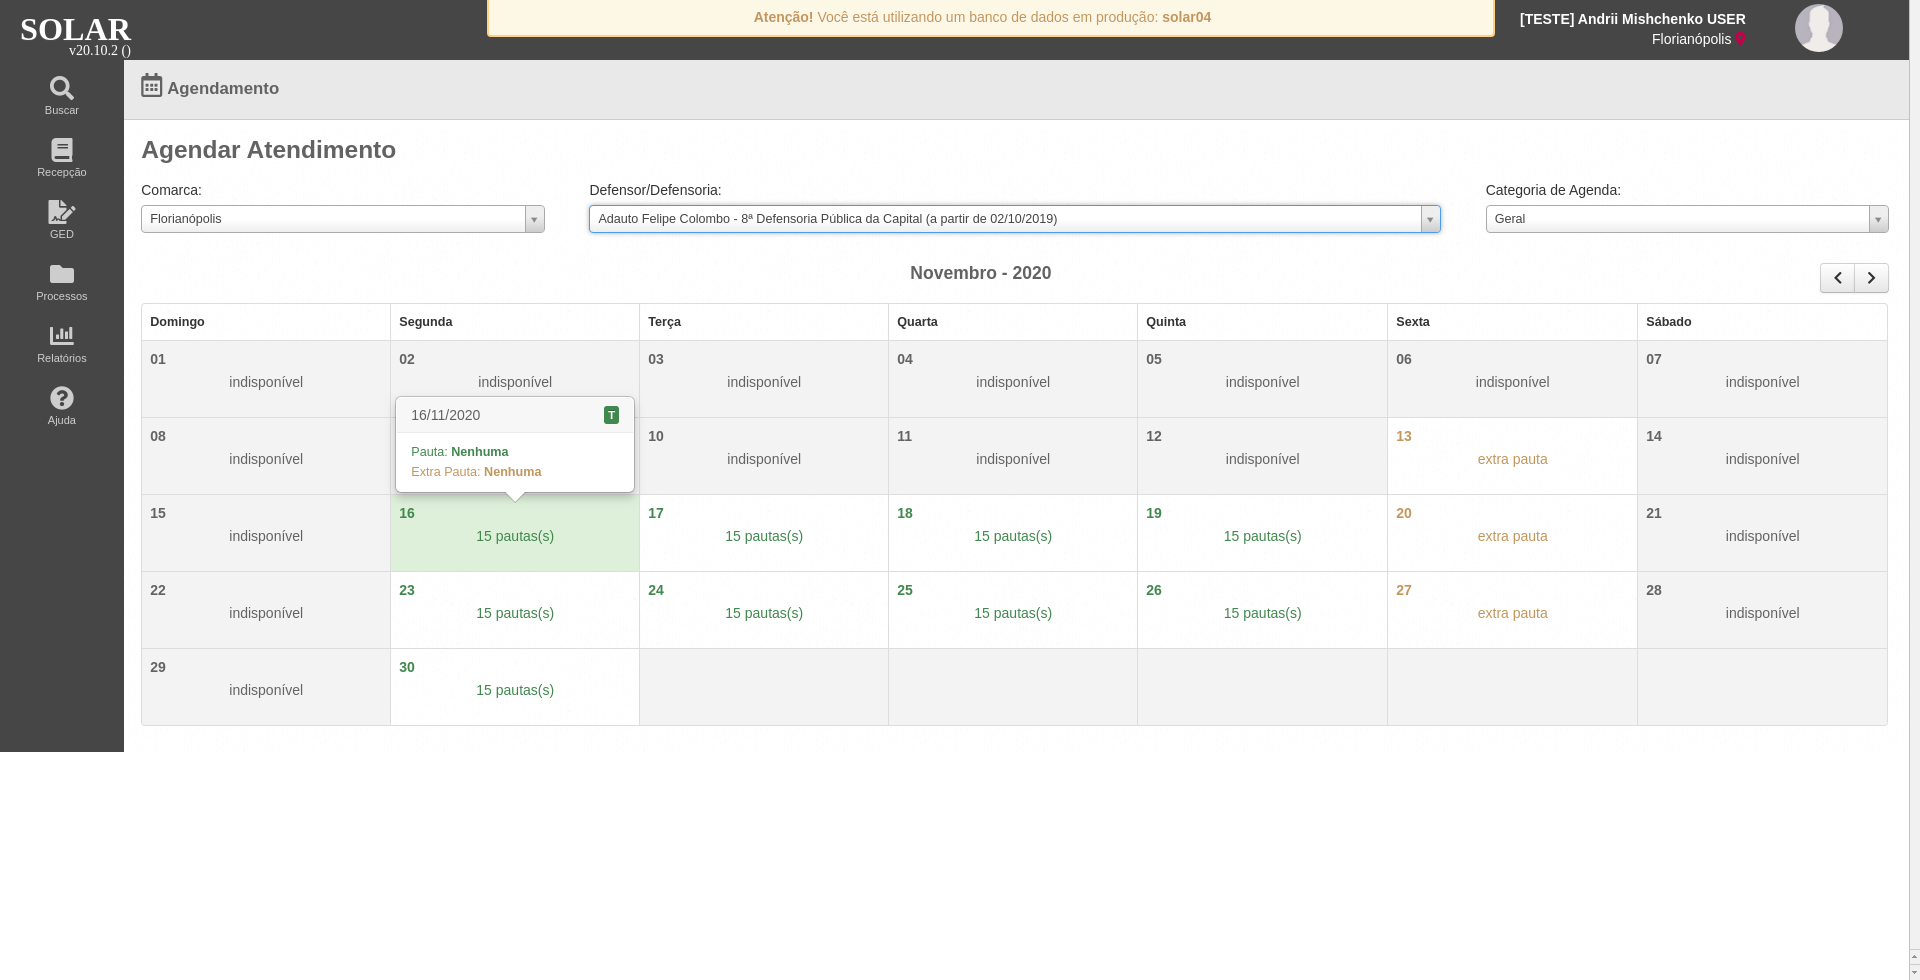 SOLAR
v20.10.2 ()
Atenção! Você está utilizando um banco de dados em produção: solar04
[TESTE] Andrii Mishchenko USER
Florianópolis
Buscar
Recepção
GED
Processos
Relatórios
Ajuda
Agendamento
Agendar Atendimento
Comarca: Defensor/Defensoria: Categoria de Agenda:
Florianópolis Adauto Felipe Colombo - 8ª Defensoria Pública da Capital (a partir de 02/10/2019) Geral
Novembro - 2020
Domingo Segunda Terça Quarta Quinta Sexta Sábado
01 02 03 04 05 06 07
indisponível indisponível indisponível indisponível indisponível indisponível indisponível
16/11/2020 T
Pauta: Nenhuma
Extra Pauta: Nenhuma
08 10 11 12 13 14
indisponível indisponível indisponível indisponível extra pauta indisponível
15 16 17 18 19 20 21
indisponível 15 pautas(s) 15 pautas(s) 15 pautas(s) 15 pautas(s) extra pauta indisponível
22 23 24 25 26 27 28
indisponível 15 pautas(s) 15 pautas(s) 15 pautas(s) 15 pautas(s) extra pauta indisponível
29 30
indisponível 15 pautas(s)